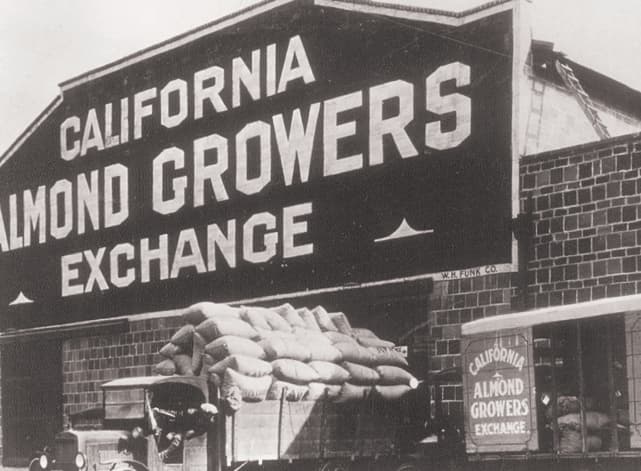 CALIFORNIA
ALMOND GROWERS
EXCHANGE
W.H. FUNK CO.
CALIFORNIA
ALMOND
GROWERS
EXCHANGE